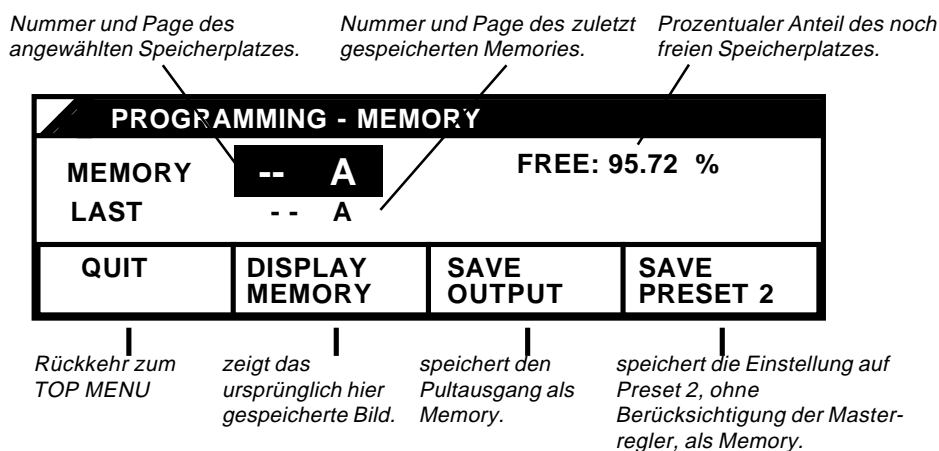 Nummer und Page des
angewählten Speicherplatzes.
Nummer und Page des zuletzt
gespeicherten Memories.
Prozentualer Anteil des noch
freien Speicherplatzes.
PROGRAMMING - MEMORY
MEMORY -- A FREE: 95.72 %
LAST - - A
QUIT
DISPLAY
MEMORY
SAVE
OUTPUT
SAVE
PRESET 2
Rückkehr zum
TOP MENU
zeigt das
ursprünglich hier
gespeicherte Bild.
speichert den
Pultausgang als
Memory.
speichert die Einstellung auf
Preset 2, ohne
Berücksichtigung der Master-
regler, als Memory.